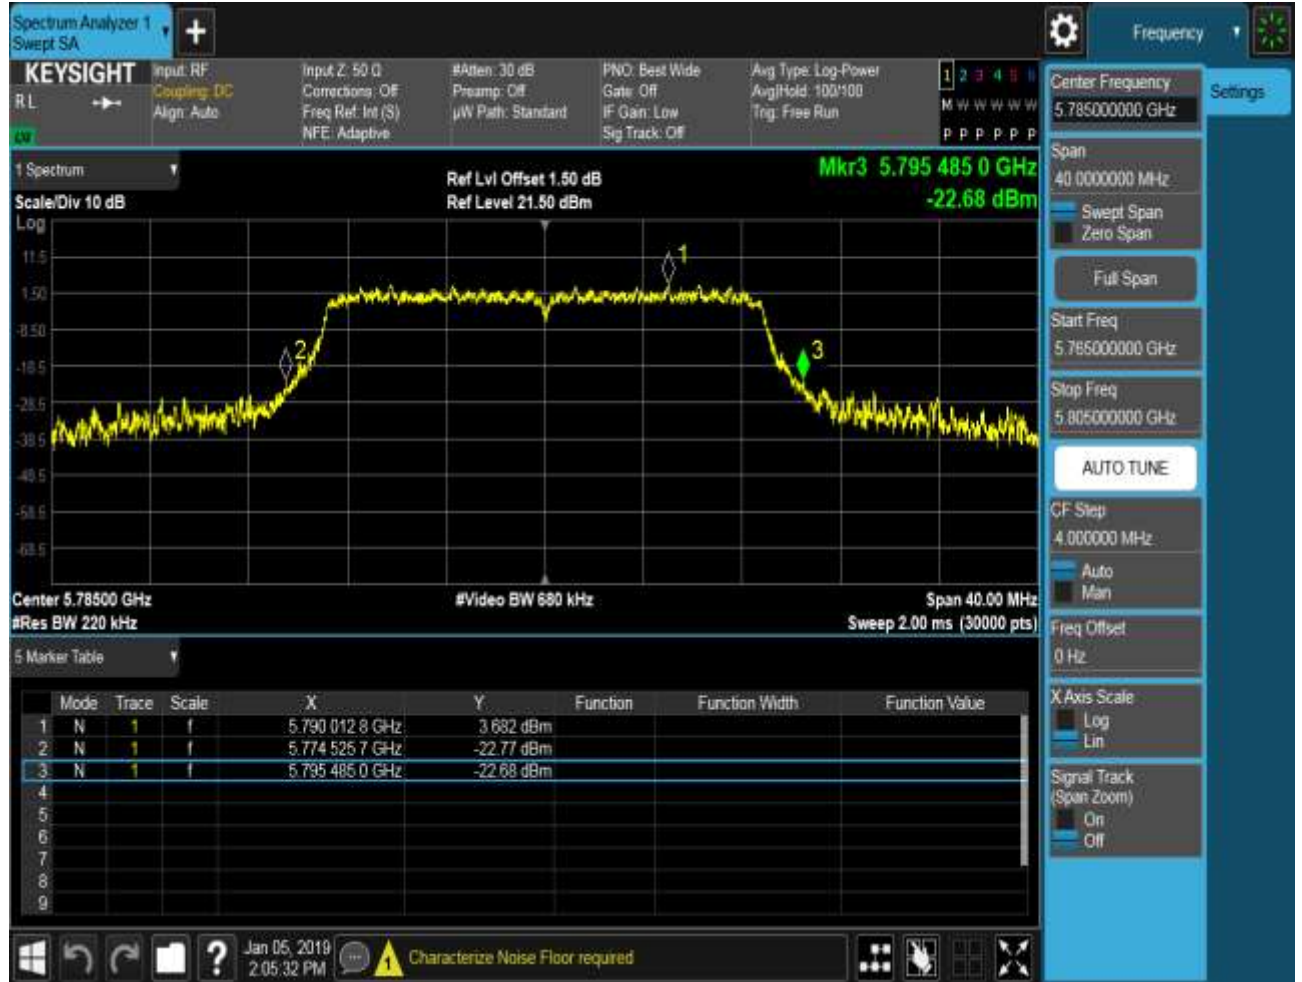 Spectrum Analyzer 1
Swept SA
Frequency
KEYSIGHT
RL
Input: RF
Coupling: DC
Align: Auto
Input Z: 50 Ω
Corrections: Off
Freq Ref: Int (S)
NFE: Adaptive
#Atten: 30 dB
Preamp: Off
µW Path: Standard
PNO: Best Wide
Gate: Off
IF Gain: Low
Sig Track: Off
Avg Type: Log-Power
Avg|Hold: 100/100
Trig: Free Run
1 2 3 4 5 6
M W W W W W
P P P P P P
1 Spectrum
Scale/Div 10 dB
Ref Lvl Offset 1.50 dB
Ref Level 21.50 dBm
Mkr3 5.795 485 0 GHz
-22.68 dBm
Log
11.5
1.50
-8.50
-18.5
-28.5
-38.5
-48.5
-58.5
-68.5
1
2
3
Center 5.78500 GHz
#Res BW 220 kHz
#Video BW 680 kHz
Span 40.00 MHz
Sweep 2.00 ms (30000 pts)
5 Marker Table
Mode Trace Scale X Y Function Function Width Function Value
1 N 1 f 5.790 012 8 GHz 3.682 dBm
2 N 1 f 5.774 525 7 GHz -22.77 dBm
3 N 1 f 5.795 485 0 GHz -22.68 dBm
4
5
6
7
8
9
Jan 05, 2019
2:05:32 PM
1
Characterize Noise Floor required
Center Frequency
5.785000000 GHz
Settings
Span
40.0000000 MHz
Swept Span
Zero Span
Full Span
Start Freq
5.765000000 GHz
Stop Freq
5.805000000 GHz
AUTO TUNE
CF Step
4.000000 MHz
Auto
Man
Freq Offset
0 Hz
X Axis Scale
Log
Lin
Signal Track
(Span Zoom)
On
Off